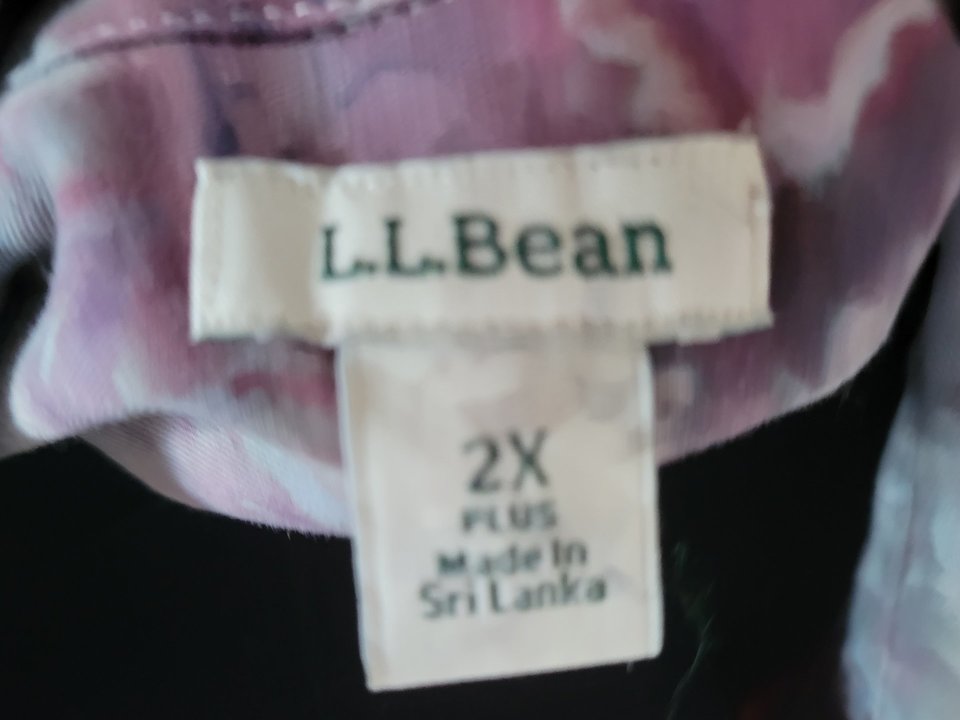 L.L.Bean
2X
PLUS
Made In
Sri Lanka